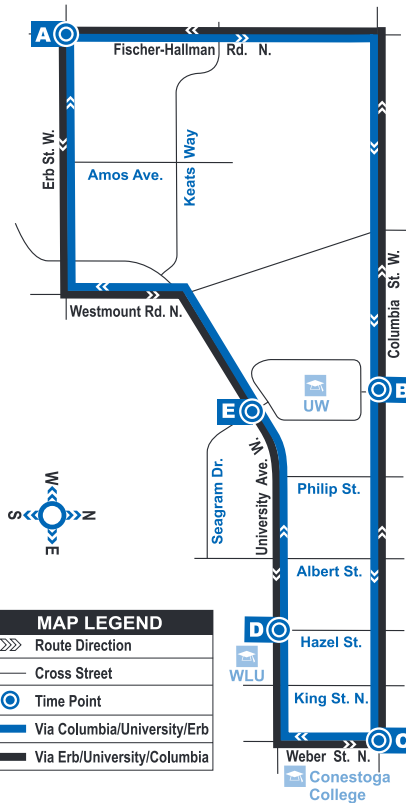 A
Fischer-Hallman Rd. N.
Erb St. W.
Amos Ave.
Keats Way
Westmount Rd. N.
Columbia St. W.
UW
B
E
University Ave. W.
Seagram Dr.
Philip St.
W
S
N
E
Albert St.
D
Hazel St.
WLU
King St. N.
C
Weber St. N.
Conestoga
College
MAP LEGEND
Route Direction
Cross Street
Time Point
Via Columbia/University/Erb
Via Erb/University/Columbia